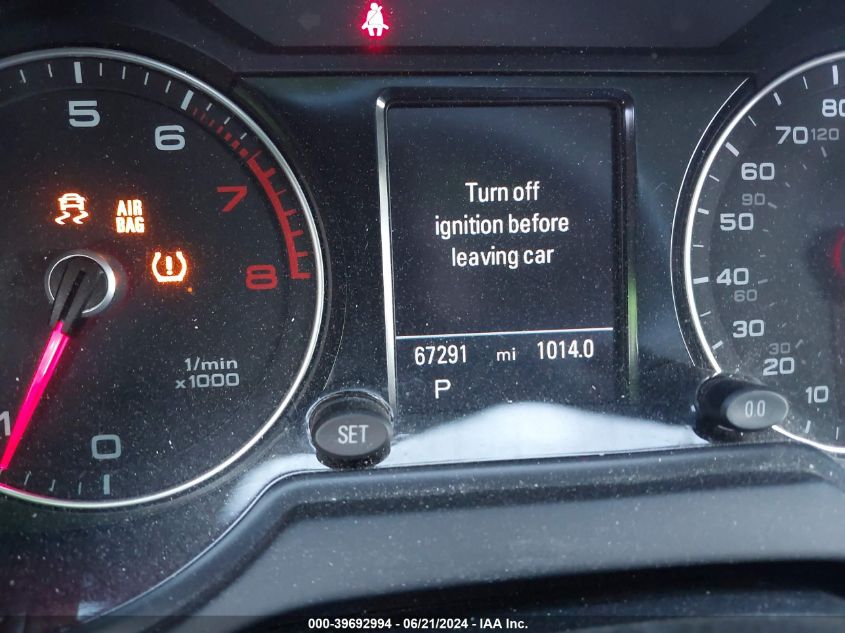 5
6
7
8
AIR
BAG
1/min
x1000
1
0
Turn off
ignition before
leaving car
67291 mi 1014.0
P
SET
0.0
80
70 120
60
90
50
40
60
30
30
20
10
000-39692994 / 06/21/2024 - IAA Inc.